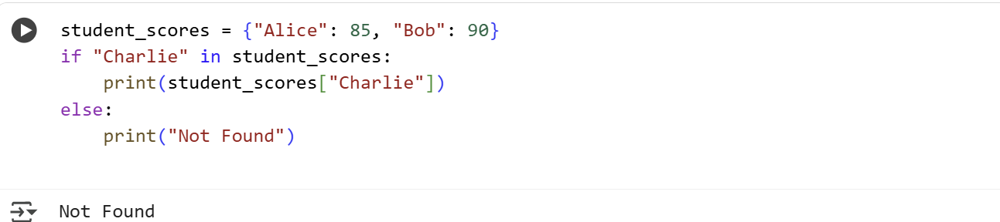 student_scores = {"Alice": 85, "Bob": 90}
if "Charlie" in student_scores:
    print(student_scores["Charlie"])
else:
    print("Not Found")
Not Found